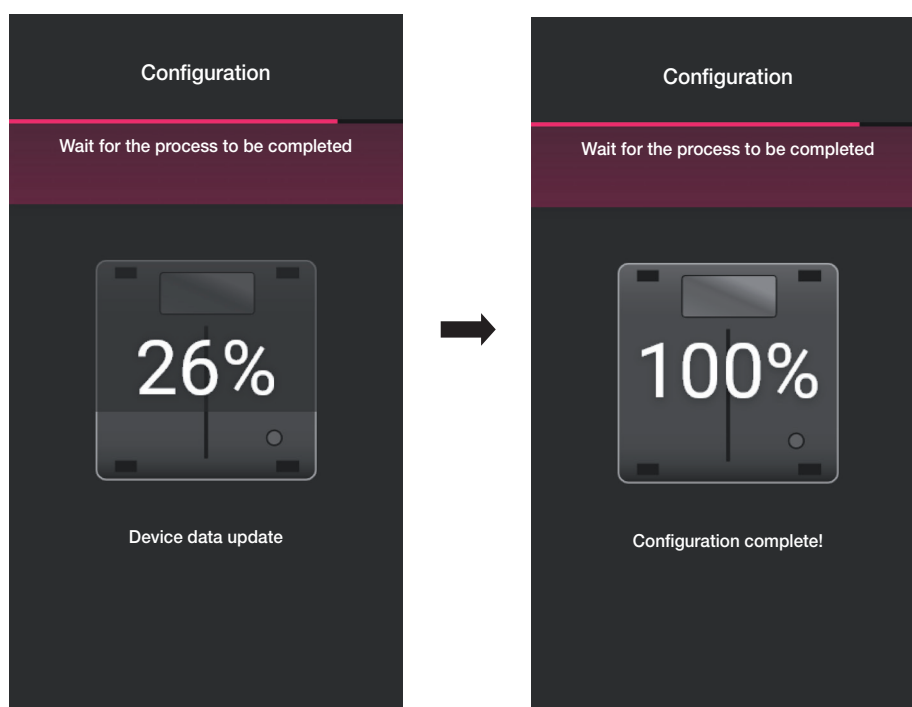 Configuration
Wait for the process to be completed
26%
Device data update
Configuration
Wait for the process to be completed
100%
Configuration complete!